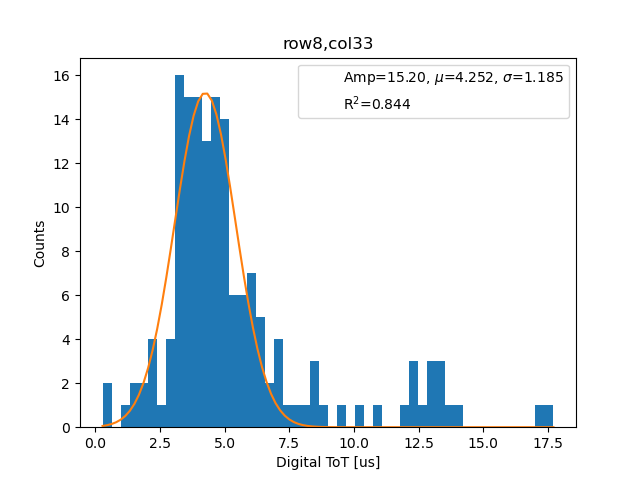 row8,col33
Amp=15.20, μ=4.252, σ=1.185
R²=0.844
16
14
12
10
8
6
4
2
0
Counts
0.0 2.5 5.0 7.5 10.0 12.5 15.0 17.5
Digital ToT [us]